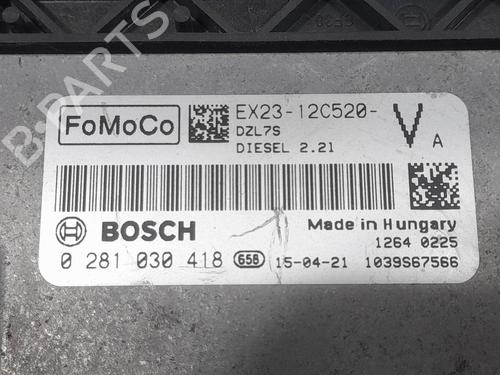 FoMoCo
EX23-12C520-
DZL7S
DIESEL 2.2l
V A
BOSCH
Made in Hungary
1264 0225
0 281 030 418 658 15-04-21 1039S67566
B-PARTS